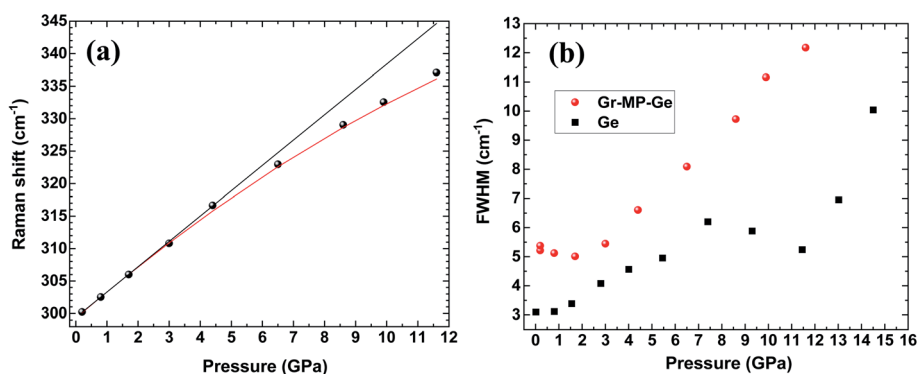 (a)
Raman shift (cm⁻¹)
345
340
335
330
325
320
315
310
305
300
0 1 2 3 4 5 6 7 8 9 10 11 12
Pressure (GPa)
(b)
FWHM (cm⁻¹)
13
12
11
10
9
8
7
6
5
4
3
Gr-MP-Ge
Ge
0 1 2 3 4 5 6 7 8 9 10 11 12 13 14 15 16
Pressure (GPa)